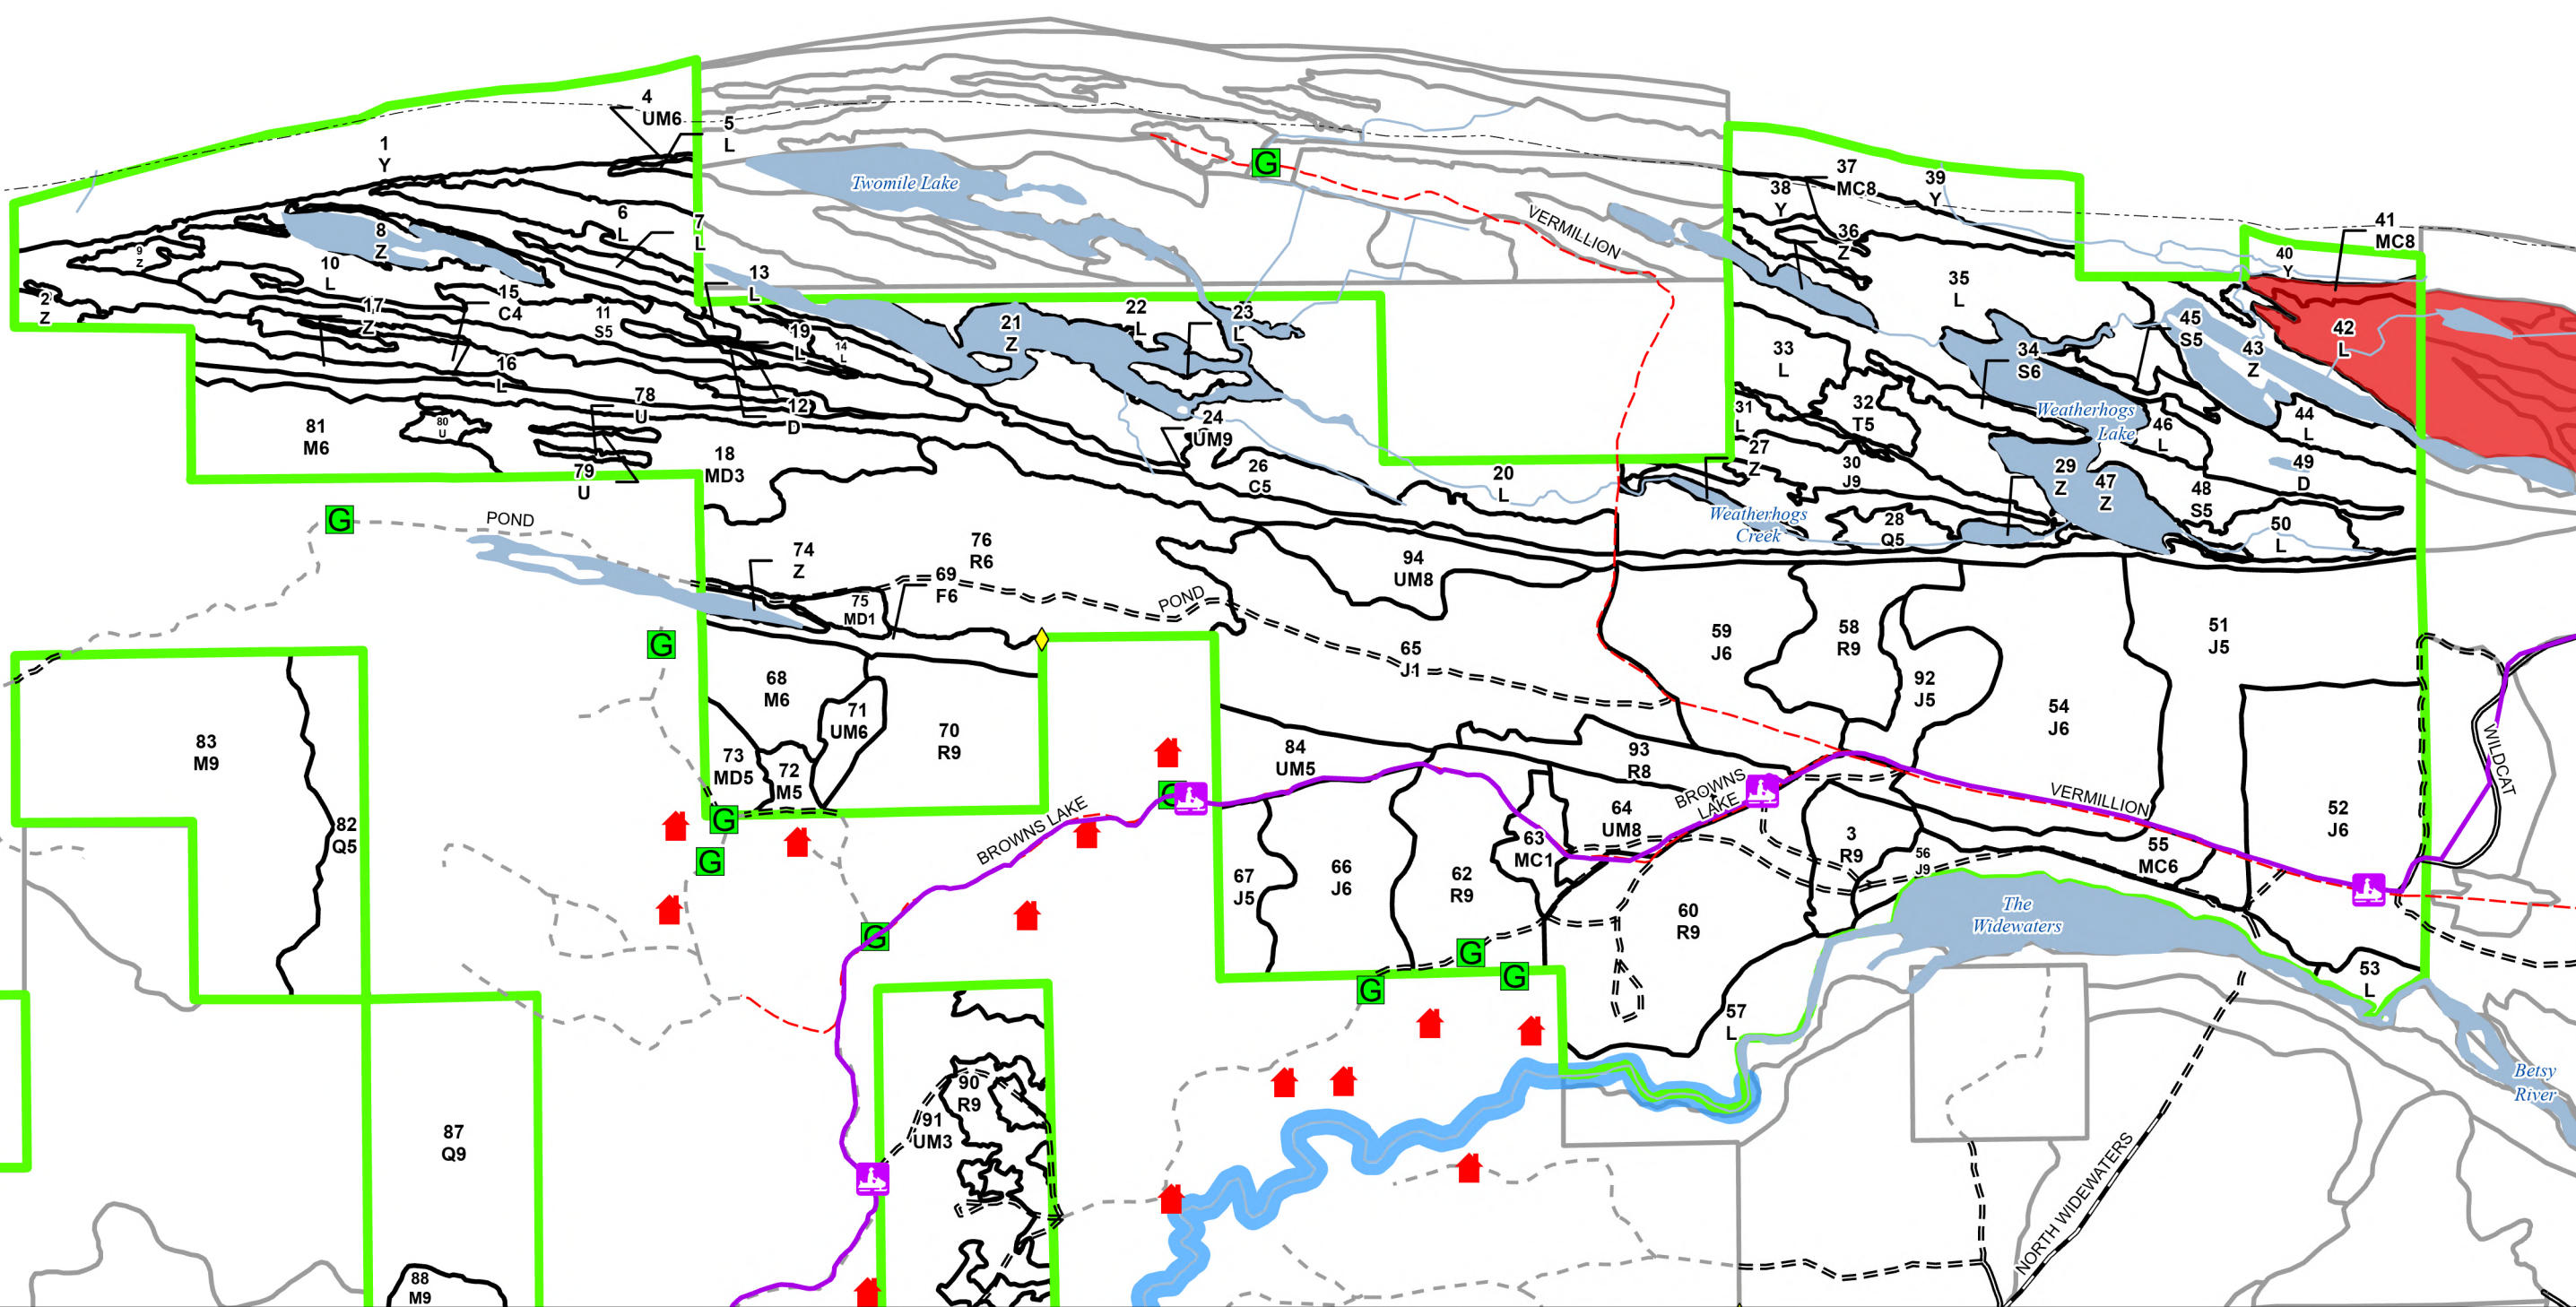 4
UM6
5
L
1
Y
Twomile Lake
G
37
MC8
38
Y
39
Y
41
MC8
6
L
7
L
VERMILLION
36
Z
40
Y
8
Z
9
Z
10
L
2
Z
17
Z
15
C4
11
S5
13
L
19
L
14
L
21
Z
22
L
23
L
35
L
45
S5
42
L
43
Z
33
L
34
S6
16
L
78
U
12
D
24
UM9
31
L
32
T5
Weatherhogs
Lake
46
L
44
L
81
M6
80
U
79
U
18
MD3
26
C5
20
L
27
Z
30
J9
29
Z
47
Z
48
S5
49
D
G
POND
Weatherhogs
Creek
28
Q5
50
L
74
Z
76
R6
94
UM8
69
F6
75
MD1
POND
G
65
J1
59
J6
58
R9
51
J5
68
M6
71
UM6
70
R9
92
J5
54
J6
83
M9
73
MD5
72
M5
84
UM5
93
R8
WILDCAT
BROWNS
LAKE
VERMILLION
G
G
82
Q5
G
BROWNS LAKE
64
UM8
63
MC1
3
R9
56
J9
55
MC6
52
J6
67
J5
66
J6
62
R9
60
R9
The
Widewaters
G
G
G
G
53
L
57
L
90
R9
91
UM3
87
Q9
Betsy
River
NORTH WIDEWATERS
88
M9